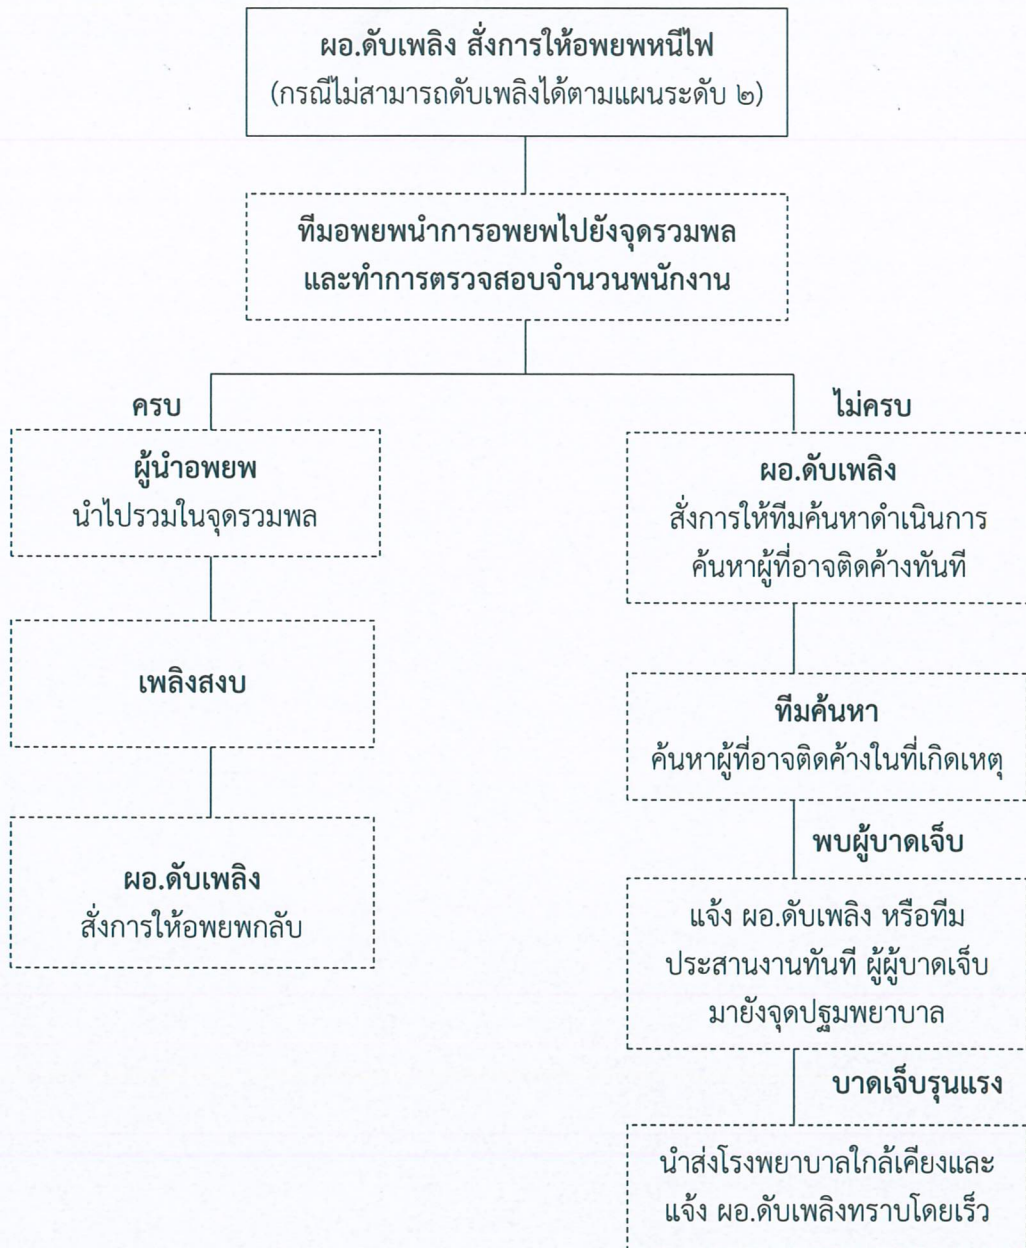 ผอ.ดับเพลิง สั่งการให้อพยพหนีไฟ
(กรณีไม่สามารถดับเพลิงได้ตามแผนระดับ ๒)
ทีมอพยพนำการอพยพไปยังจุดรวมพล
และทำการตรวจสอบจำนวนพนักงาน
ครบ
ผู้นำอพยพ
นำไปรวมในจุดรวมพล
เพลิงสงบ
ผอ.ดับเพลิง
สั่งการให้อพยพกลับ
ไม่ครบ
ผอ.ดับเพลิง
สั่งการให้ทีมค้นหาดำเนินการ
ค้นหาผู้ที่อาจติดค้างทันที
ทีมค้นหา
ค้นหาผู้ที่อาจติดค้างในที่เกิดเหตุ
พบผู้บาดเจ็บ
แจ้ง ผอ.ดับเพลิง หรือทีม
ประสานงานทันที ผู้ผู้บาดเจ็บ
มายังจุดปฐมพยาบาล
บาดเจ็บรุนแรง
นำส่งโรงพยาบาลใกล้เคียงและ
แจ้ง ผอ.ดับเพลิงทราบโดยเร็ว